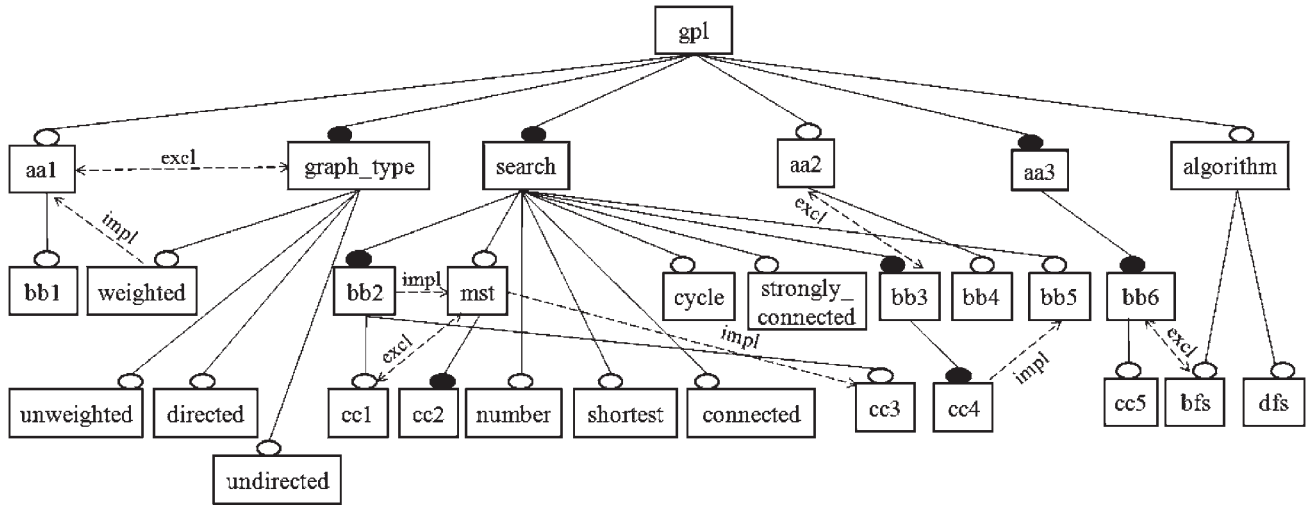 gpl
aa1
excl
graph_type
search
aa2
aa3
algorithm
impl
excl
bb1
weighted
bb2
impl
mst
cycle
strongly_
connected
bb3
bb4
bb5
bb6
excl
impl
impl
excl
unweighted
directed
cc1
cc2
number
shortest
connected
cc3
cc4
cc5
bfs
dfs
undirected